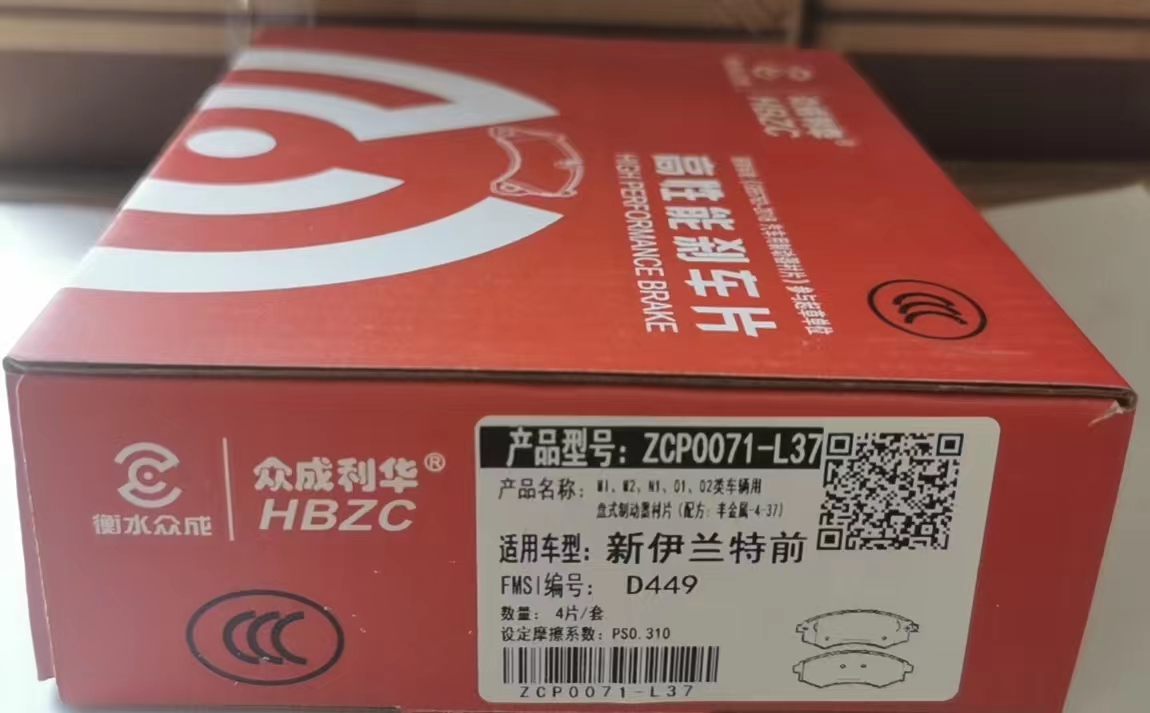 众成利华®
HBZC
高性能刹车片
HIGH PERFORMANCE BRAKE
衡水众成
众成利华®
HBZC
产品型号: ZCP0071-L37
产品名称: M1、M2、N1、O1、O2类车辆用
盘式制动器衬片(配方: 半金属-4-37)
适用车型: 新伊兰特前
FMSI编号: D449
数量: 4片/套
设定摩擦系数: PS0.310
ZCP0071-L37